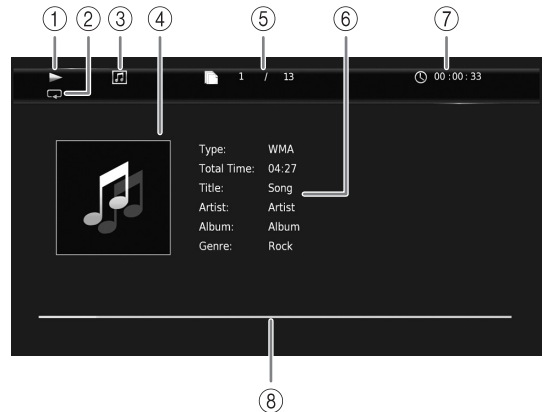 ① ② ③ ④ ⑤ ⑥ ⑦
1 / 13 00:00:33
Type: WMA
Total Time: 04:27
Title: Song
Artist: Artist
Album: Album
Genre: Rock
⑧